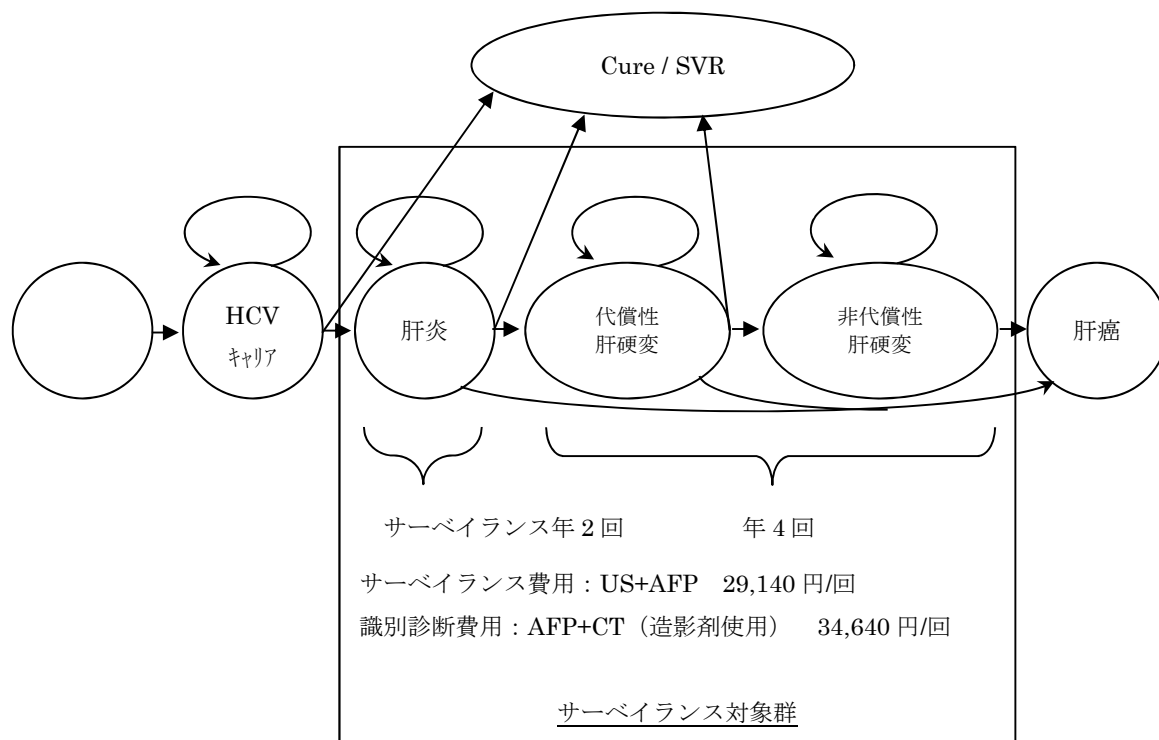 Cure / SVR
HCV
ｷｬﾘｱ
肝炎
代償性
肝硬変
非代償性
肝硬変
肝癌
サーベイランス年 2 回 年 4 回
サーベイランス費用：US+AFP 29,140 円/回
識別診断費用：AFP+CT（造影剤使用） 34,640 円/回
サーベイランス対象群